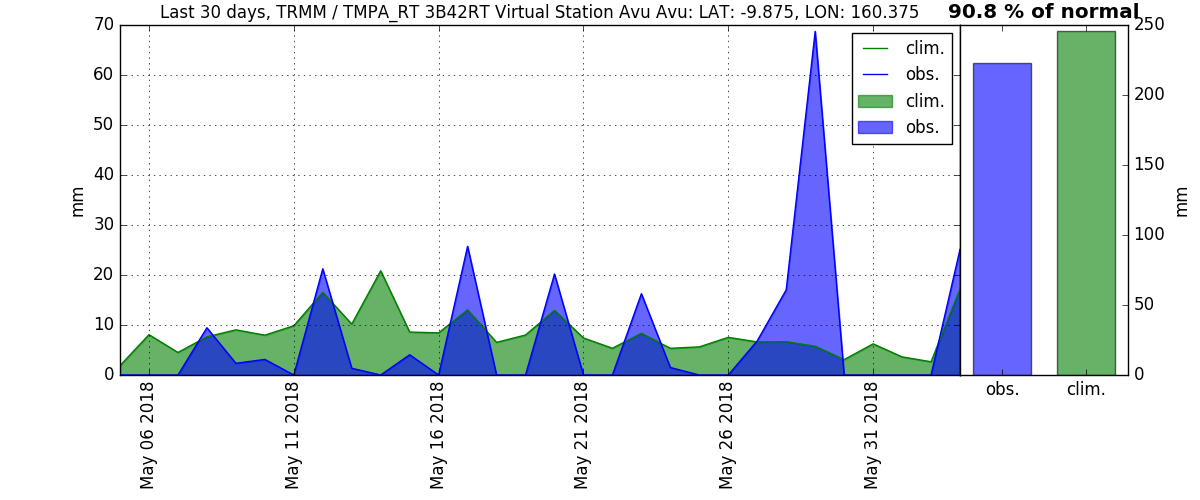 Last 30 days, TRMM / TMPA_RT 3B42RT Virtual Station Avu Avu: LAT: -9.875, LON: 160.375
90.8 % of normal
70
60
50
40
30
20
10
0
mm
clim.
obs.
clim.
obs.
May 06 2018
May 11 2018
May 16 2018
May 21 2018
May 26 2018
May 31 2018
250
200
150
100
50
0
mm
obs.
clim.